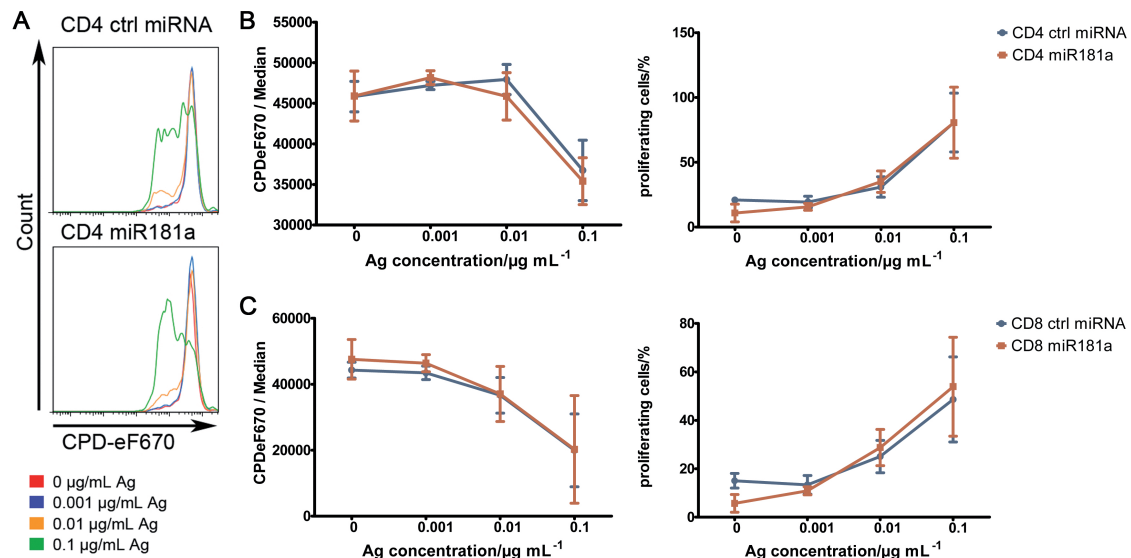 A
CD4 ctrl miRNA
CD4 miR181a
Count
CPD-eF670
0 µg/mL Ag
0.001 µg/mL Ag
0.01 µg/mL Ag
0.1 µg/mL Ag
B
CPDeF670 / Median
55000
50000
45000
40000
35000
30000
0 0.001 0.01 0.1
Ag concentration/µg mL⁻¹
proliferating cells/%
150
100
50
0
0 0.001 0.01 0.1
Ag concentration/µg mL⁻¹
CD4 ctrl miRNA
CD4 miR181a
C
CPDeF670 / Median
60000
40000
20000
0
0 0.001 0.01 0.1
Ag concentration/µg mL⁻¹
proliferating cells/%
80
60
40
20
0
0 0.001 0.01 0.1
Ag concentration/µg mL⁻¹
CD8 ctrl miRNA
CD8 miR181a